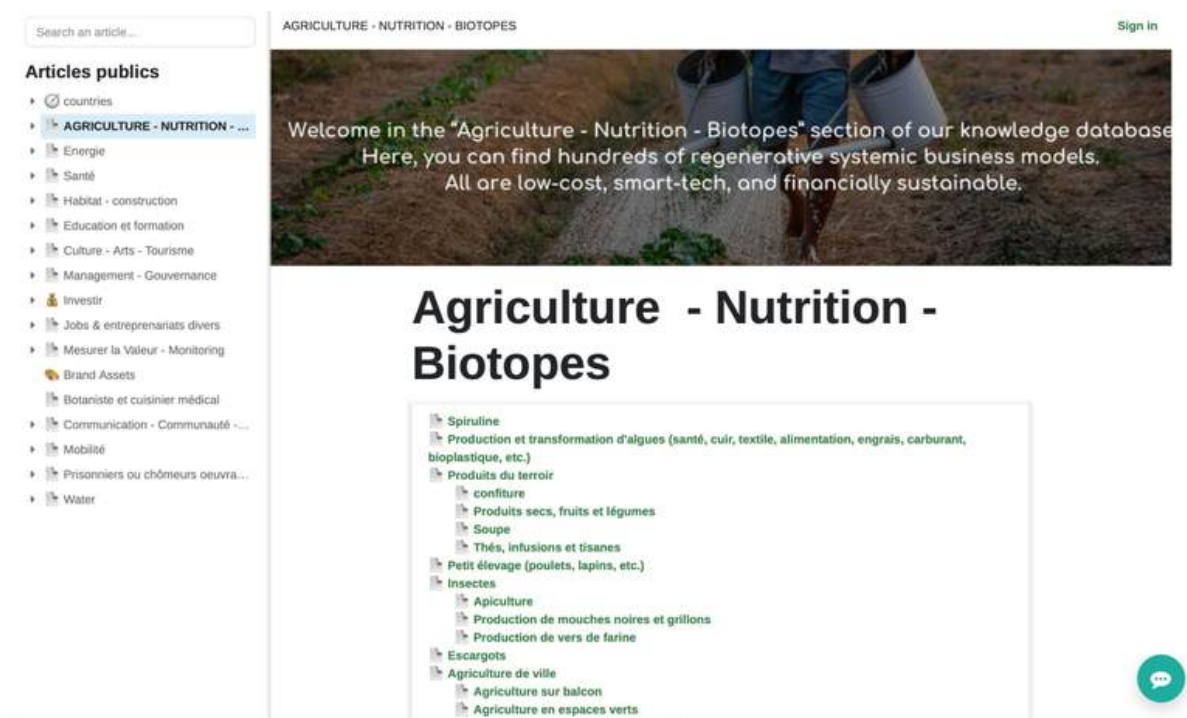 Search an article...
Articles publics
countries
AGRICULTURE - NUTRITION - ...
Energie
Santé
Habitat - construction
Education et formation
Culture - Arts - Tourisme
Management - Gouvernance
Investir
Jobs & entreprenariats divers
Mesurer la Valeur - Monitoring
Brand Assets
Botaniste et cuisinier médical
Communication - Communauté -...
Mobilité
Prisonniers ou chômeurs oeuvra...
Water
AGRICULTURE - NUTRITION - BIOTOPES
Sign in
Welcome in the "Agriculture - Nutrition - Biotopes" section of our knowledge database
Here, you can find hundreds of regenerative systemic business models.
All are low-cost, smart-tech, and financially sustainable.
Agriculture - Nutrition -
Biotopes
Spiruline
Production et transformation d'algues (santé, cuir, textile, alimentation, engrais, carburant,
bioplastique, etc.)
Produits du terroir
confiture
Produits secs, fruits et légumes
Soupe
Thés, infusions et tisanes
Petit élevage (poulets, lapins, etc.)
Insectes
Apiculture
Production de mouches noires et grillons
Production de vers de farine
Escargots
Agriculture de ville
Agriculture sur balcon
Agriculture en espaces verts